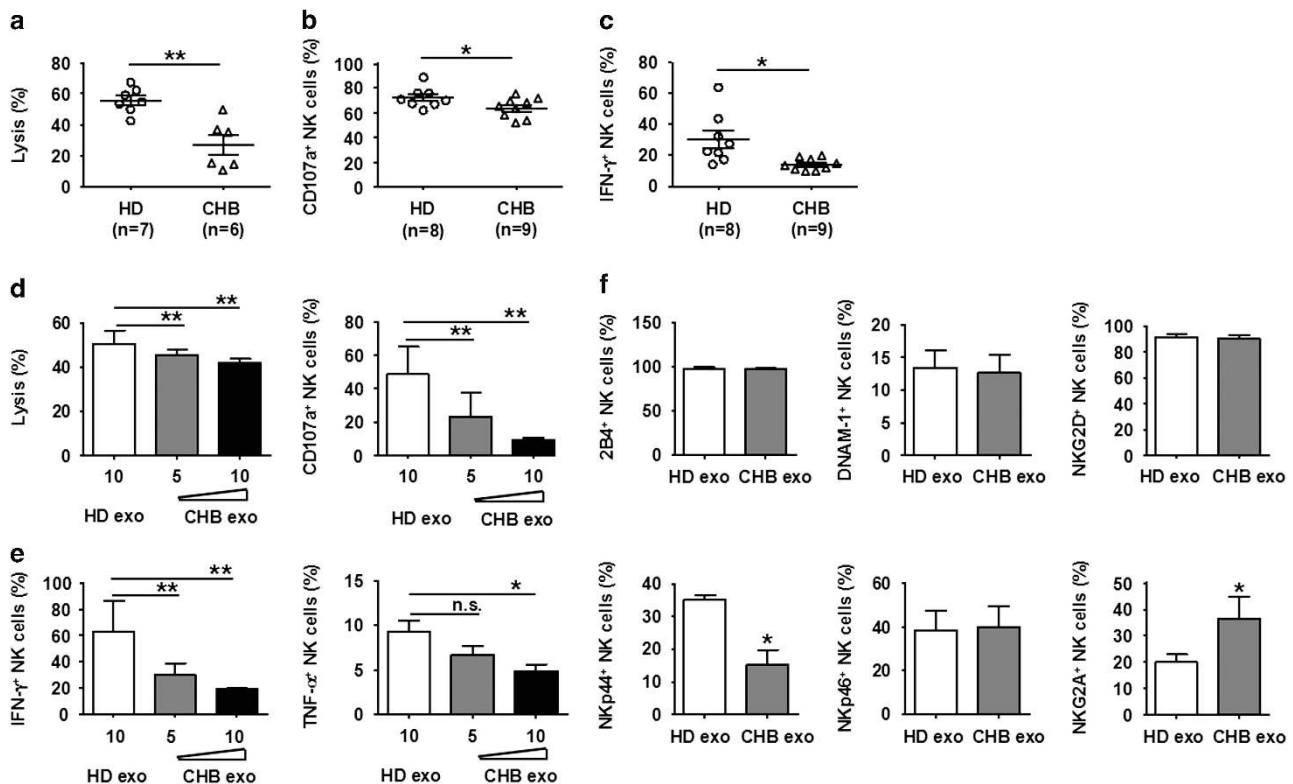 a
Lysis (%)
80
60
40
20
0
**
HD
(n=7)
CHB
(n=6)
b
CD107a+ NK cells (%)
100
80
60
40
20
0
*
HD
(n=8)
CHB
(n=9)
c
IFN-γ+ NK cells (%)
80
60
40
20
0
*
HD
(n=8)
CHB
(n=9)
d
Lysis (%)
60
40
20
0
**
**
10
5
10
HD exo
CHB exo
CD107a+ NK cells (%)
80
60
40
20
0
**
**
10
5
10
HD exo
CHB exo
f
2B4+ NK cells (%)
150
100
50
0
HD exo
CHB exo
DNAM-1+ NK cells (%)
20
15
10
5
0
HD exo
CHB exo
NKG2D+ NK cells (%)
100
80
60
40
20
0
HD exo
CHB exo
e
IFN-γ+ NK cells (%)
100
80
60
40
20
0
**
**
10
5
10
HD exo
CHB exo
TNF-α+ NK cells (%)
15
10
5
0
*
n.s.
10
5
10
HD exo
CHB exo
NKp44+ NK cells (%)
40
30
20
10
0
*
HD exo
CHB exo
NKp46+ NK cells (%)
60
40
20
0
HD exo
CHB exo
NKG2A+ NK cells (%)
50
40
30
20
10
0
*
HD exo
CHB exo